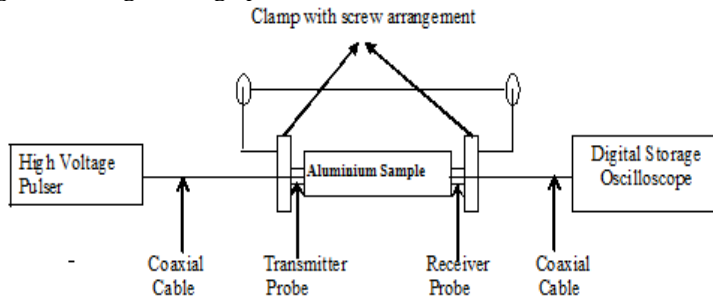 Clamp with screw arrangement
High Voltage
Pulser
Aluminium Sample
Digital Storage
Oscilloscope
Coaxial
Cable
Transmitter
Probe
Receiver
Probe
Coaxial
Cable